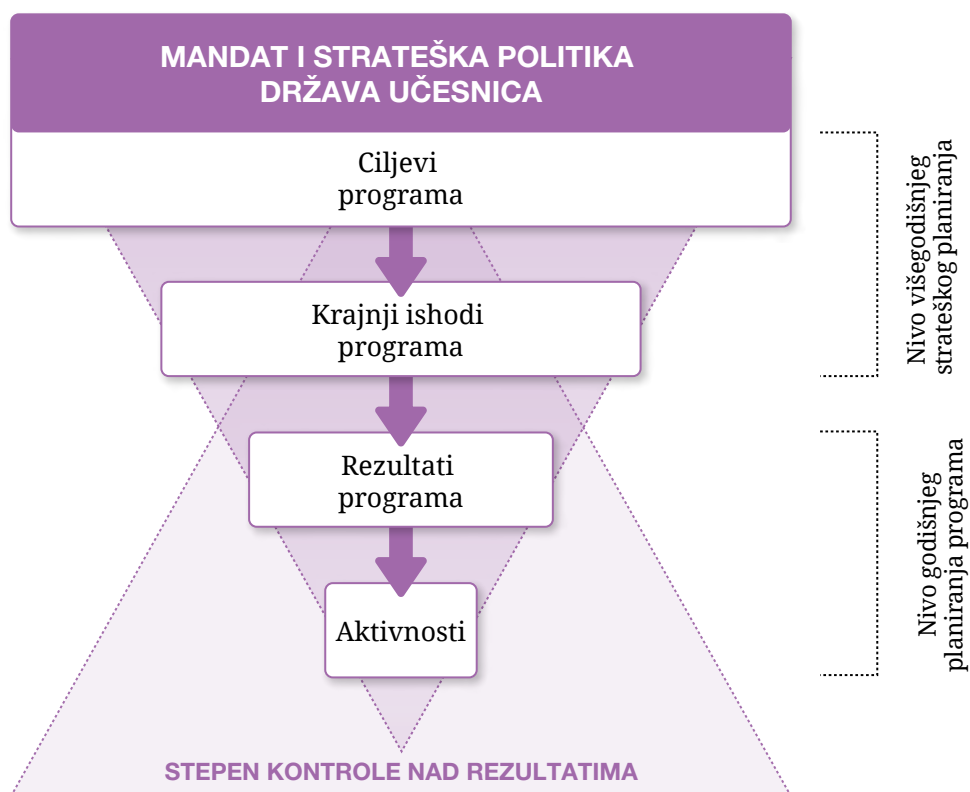 MANDAT I STRATEŠKA POLITIKA
DRŽAVA UČESNICA
Ciljevi
programa
Krajnji ishodi
programa
Rezultati
programa
Aktivnosti
STEPEN KONTROLE NAD REZULTATIMA
Nivo višegodišnjeg
strateškog planiranja
Nivo godišnjeg
planiranja programa